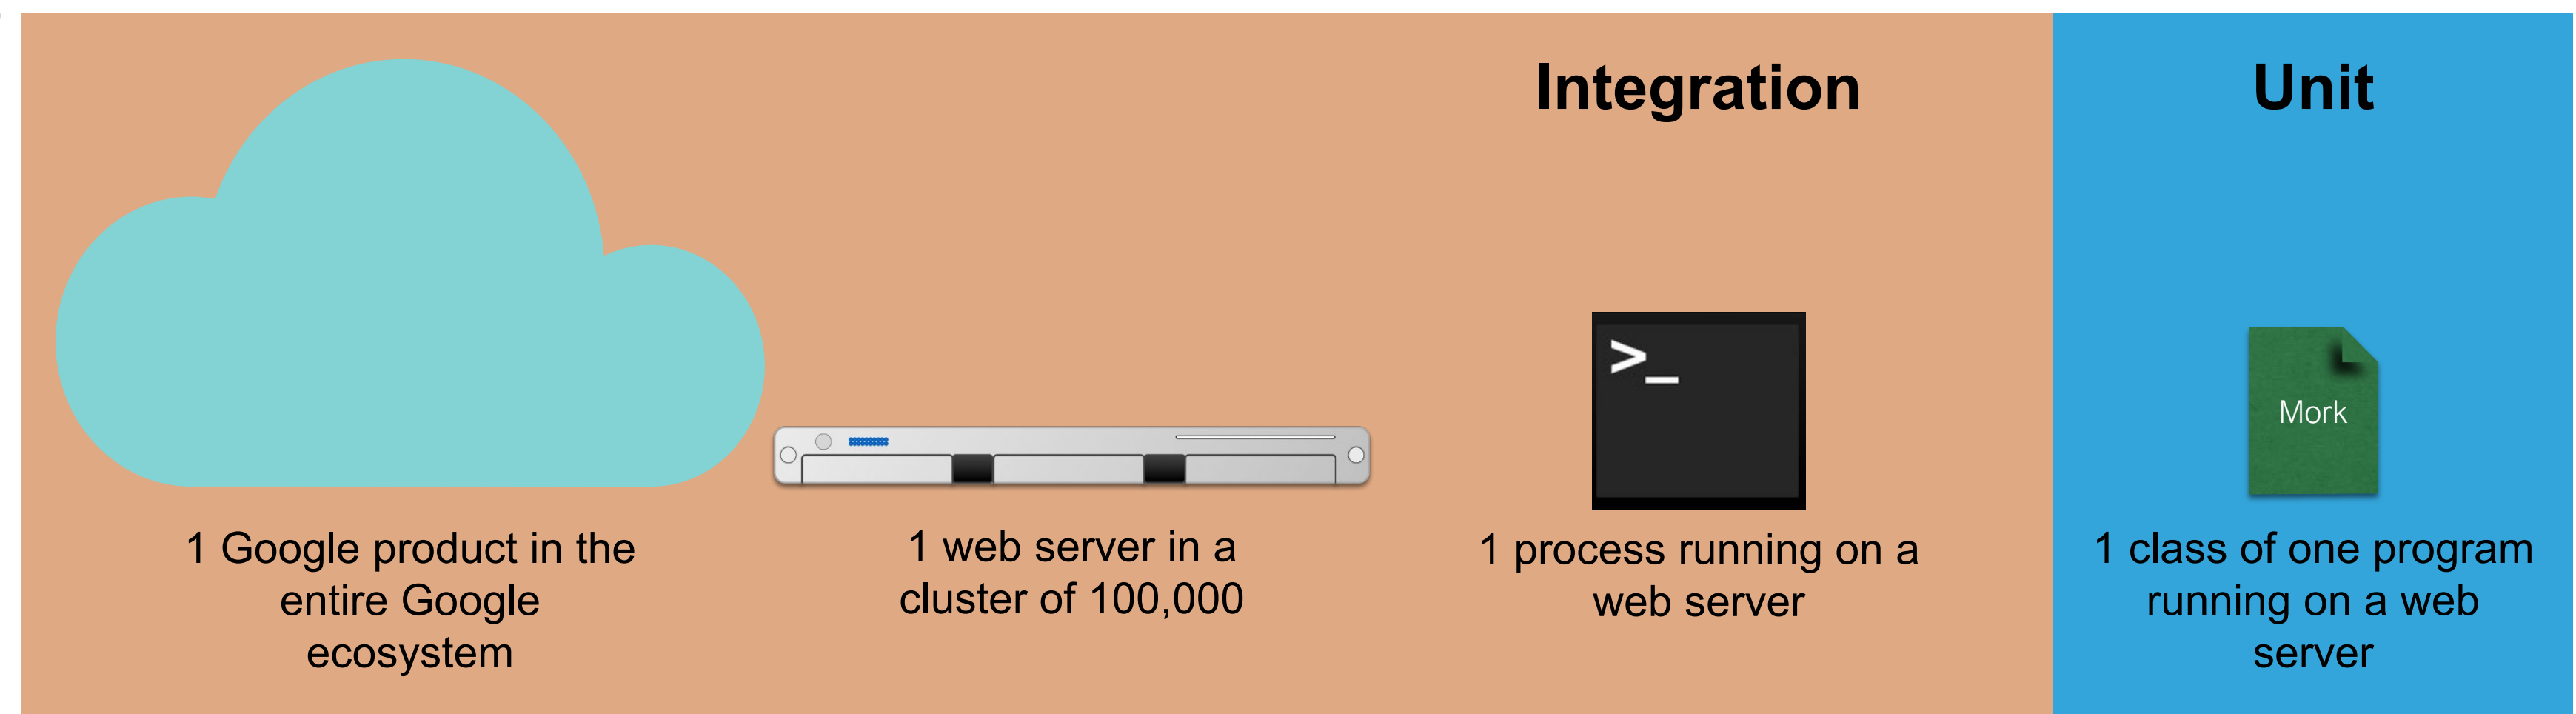 Integration
Unit
>_
Mork
1 Google product in the
entire Google
ecosystem
1 web server in a
cluster of 100,000
1 process running on a
web server
1 class of one program
running on a web
server